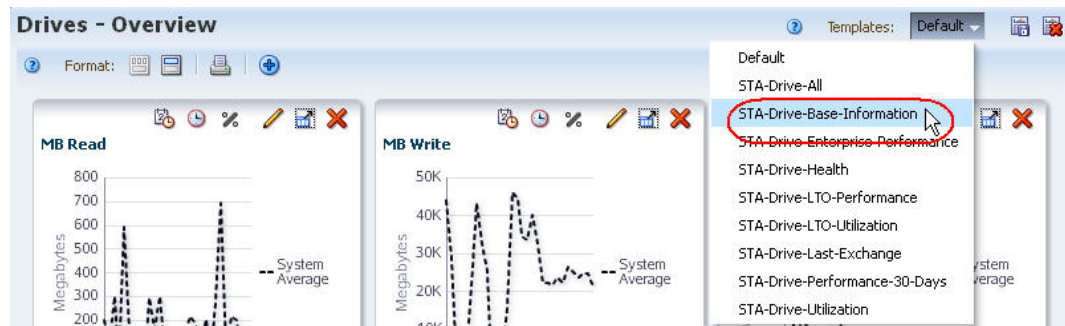 Drives - Overview
Templates: Default
Format:
Default
STA-Drive-All
STA-Drive-Base-Information
STA-Drive-Enterprise-Performance
STA-Drive-Health
STA-Drive-LTO-Performance
STA-Drive-LTO-Utilization
STA-Drive-Last-Exchange
STA-Drive-Performance-30-Days
STA-Drive-Utilization
MB Read
800
700
600
500
400
300
200
Megabytes
System
Average
MB Write
50K
40K
30K
20K
10K
Megabytes
System
Average
ystem
verage